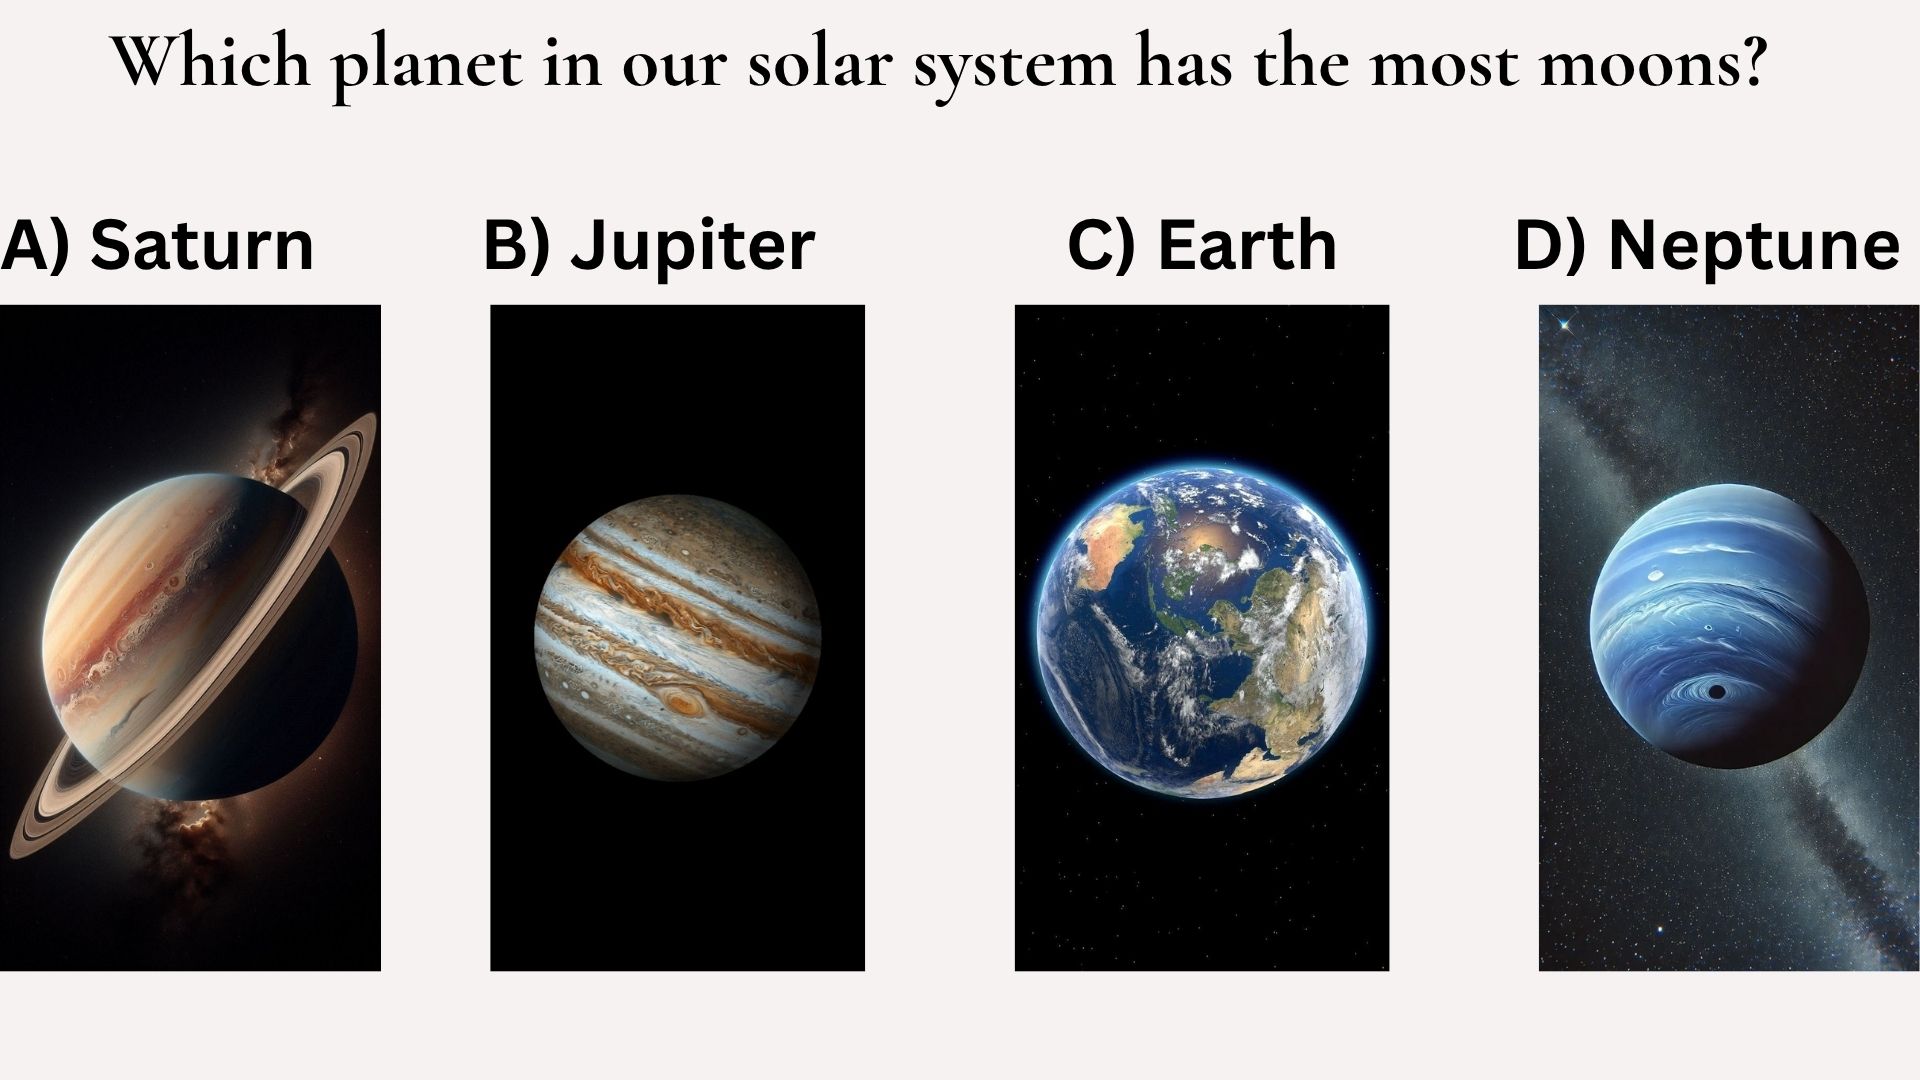 Which planet in our solar system has the most moons?
A) Saturn
B) Jupiter
C) Earth
D) Neptune